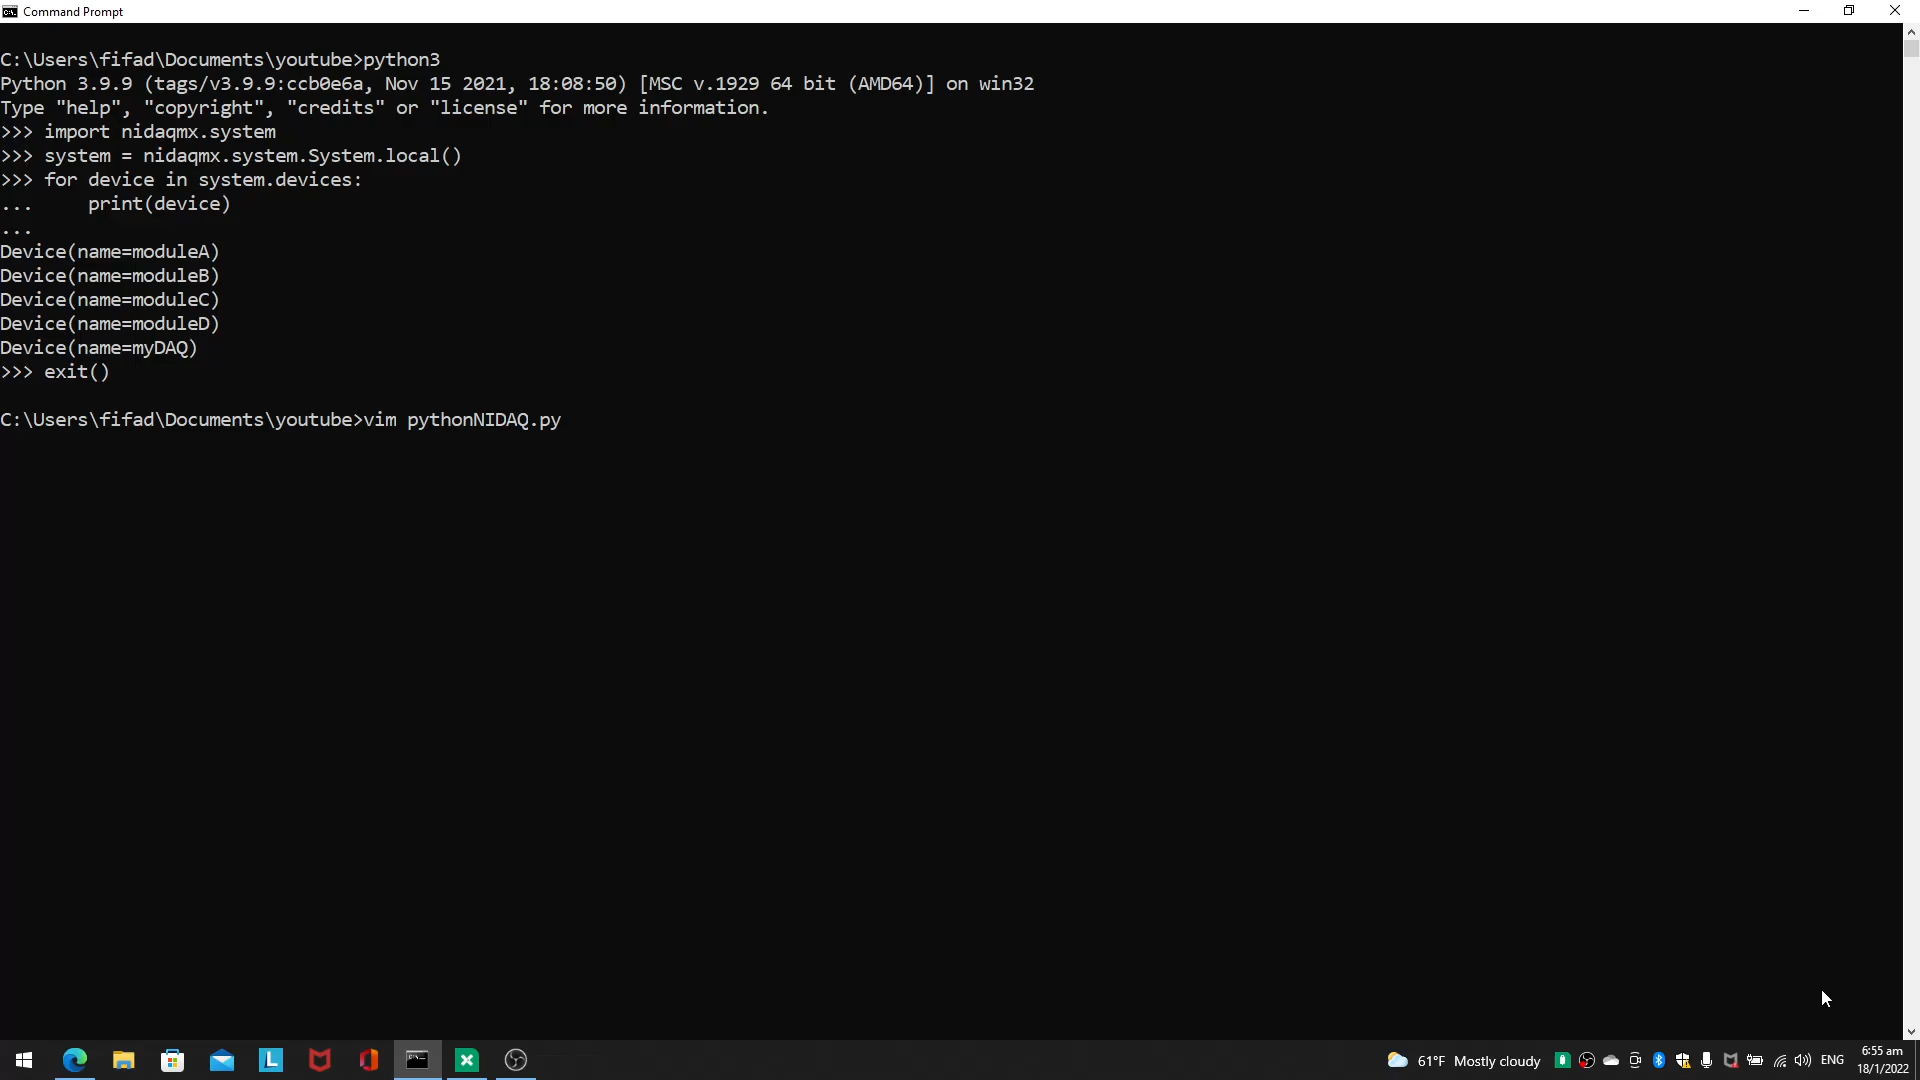 Command Prompt
C:\Users\fifad\Documents\youtube>python3
Python 3.9.9 (tags/v3.9.9:ccb0e6a, Nov 15 2021, 18:08:50) [MSC v.1929 64 bit (AMD64)] on win32
Type "help", "copyright", "credits" or "license" for more information.
>>> import nidaqmx.system
>>> system = nidaqmx.system.System.local()
>>> for device in system.devices:
...     print(device)
...
Device(name=moduleA)
Device(name=moduleB)
Device(name=moduleC)
Device(name=moduleD)
Device(name=myDAQ)
>>> exit()
C:\Users\fifad\Documents\youtube>vim pythonNIDAQ.py
L
61°F Mostly cloudy
ENG
6:55 am
18/1/2022